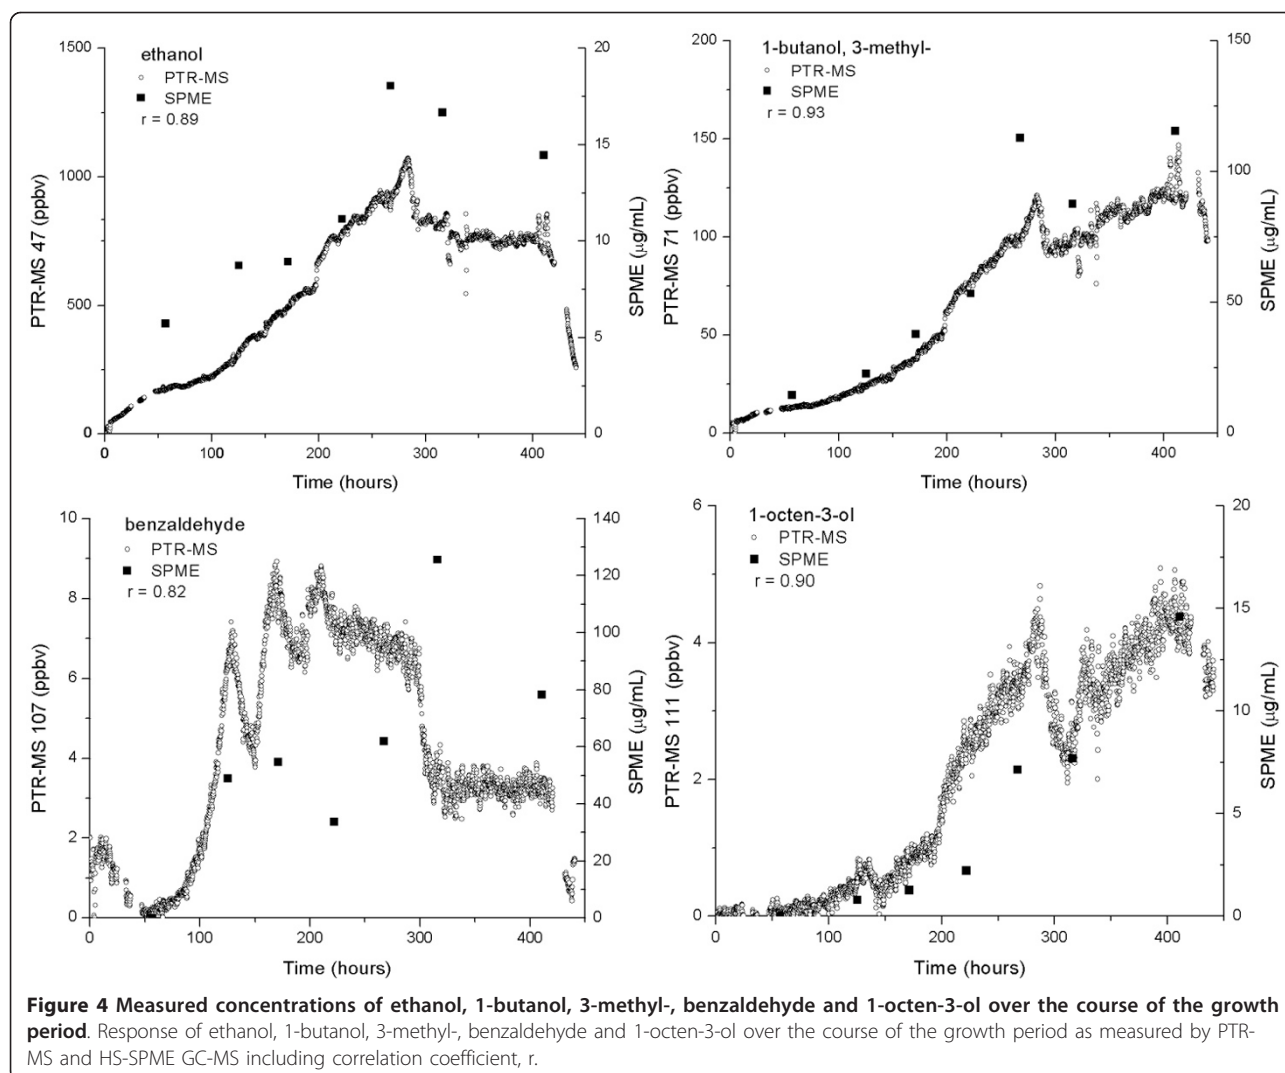 ethanol
PTR-MS
SPME
r = 0.89
1500
1000
500
0
20
15
10
5
0
0 100 200 300 400
PTR-MS 47 (ppbv)
SPME (µg/mL)
Time (hours)
1-butanol, 3-methyl-
PTR-MS
SPME
r = 0.93
200
175
150
125
100
75
50
25
0
150
100
50
0
0 100 200 300 400
PTR-MS 71 (ppbv)
SPME (µg/mL)
Time (hours)
benzaldehyde
PTR-MS
SPME
r = 0.82
10
8
6
4
2
0
140
120
100
80
60
40
20
0
0 100 200 300 400
PTR-MS 107 (ppbv)
SPME (µg/mL)
Time (hours)
1-octen-3-ol
PTR-MS
SPME
r = 0.90
6
4
2
0
20
15
10
5
0
0 100 200 300 400
PTR-MS 111 (ppbv)
SPME (µg/mL)
Time (hours)
Figure 4 Measured concentrations of ethanol, 1-butanol, 3-methyl-, benzaldehyde and 1-octen-3-ol over the course of the growth
period. Response of ethanol, 1-butanol, 3-methyl-, benzaldehyde and 1-octen-3-ol over the course of the growth period as measured by PTR-
MS and HS-SPME GC-MS including correlation coefficient, r.